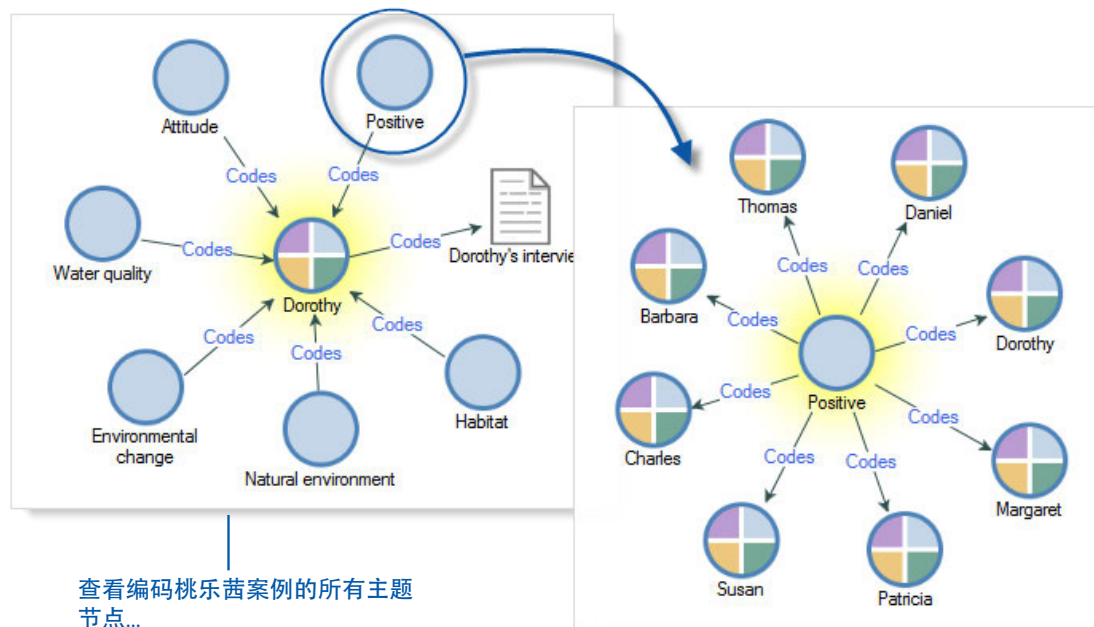 Positive
Attitude
Codes
Codes
Water quality
Codes
Codes
Dorothy's intervie
Dorothy
Codes
Codes
Environmental
change
Codes
Habitat
Natural environment
Thomas
Daniel
Codes
Codes
Barbara
Codes
Codes
Dorothy
Codes
Positive
Codes
Charles
Codes
Codes
Margaret
Susan
Patricia
查看编码桃乐茜案例的所有主题
节点...